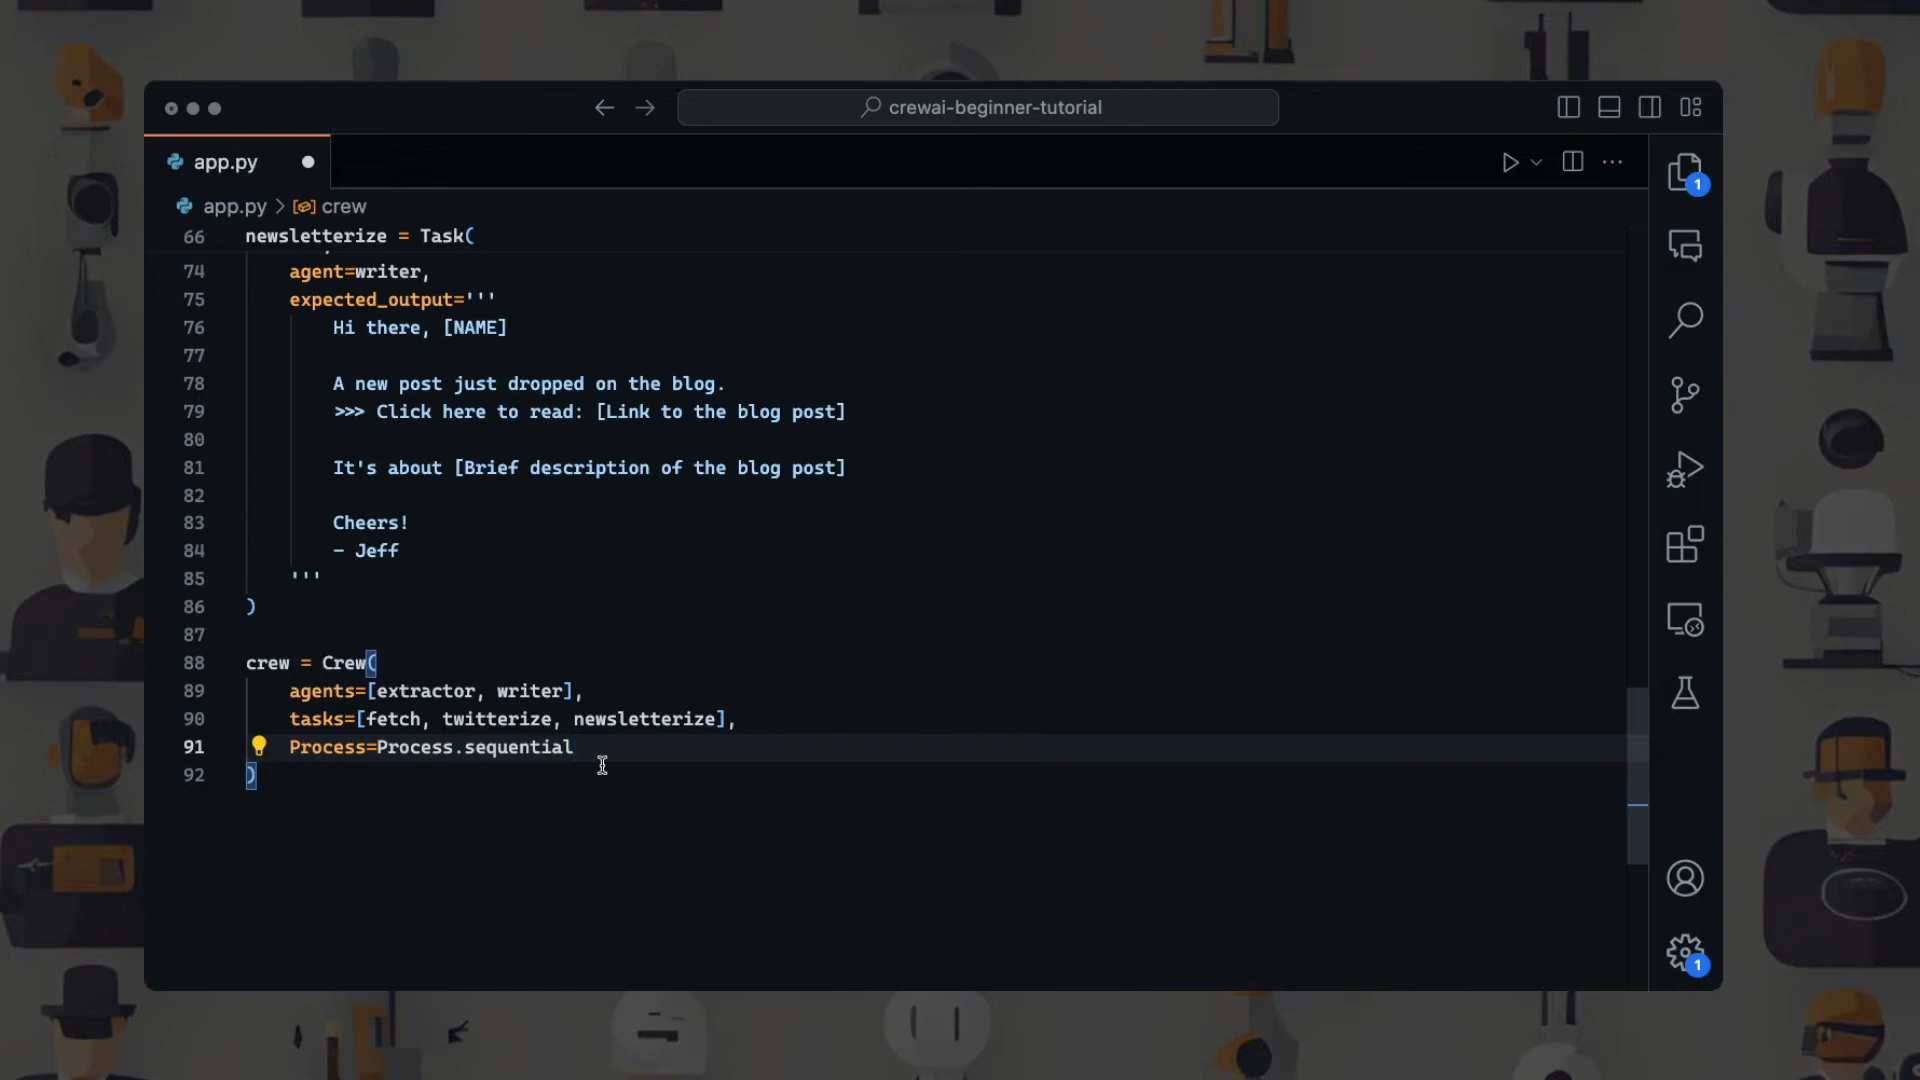 crewai-beginner-tutorial
app.py
1
app.py > crew
66 newsletterize = Task(
74 agent=writer,
75 expected_output='''
76 Hi there, [NAME]
77
78 A new post just dropped on the blog.
79 >>> Click here to read: [Link to the blog post]
80
81 It's about [Brief description of the blog post]
82
83 Cheers!
84 - Jeff
85 '''
86 )
87
88 crew = Crew(
89 agents=[extractor, writer],
90 tasks=[fetch, twitterize, newsletterize],
91 Process=Process.sequential
92 )
1